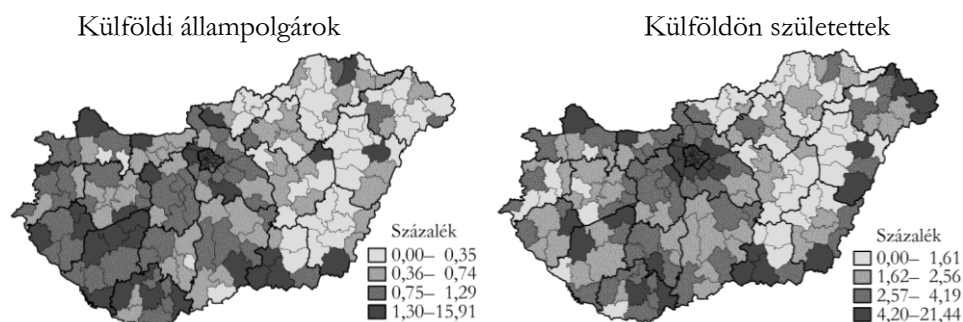 Külföldi állampolgárok
Százalék
0,00– 0,35
0,36– 0,74
0,75– 1,29
1,30–15,91
Külföldön születettek
Százalék
0,00– 1,61
1,62– 2,56
2,57– 4,19
4,20–21,44